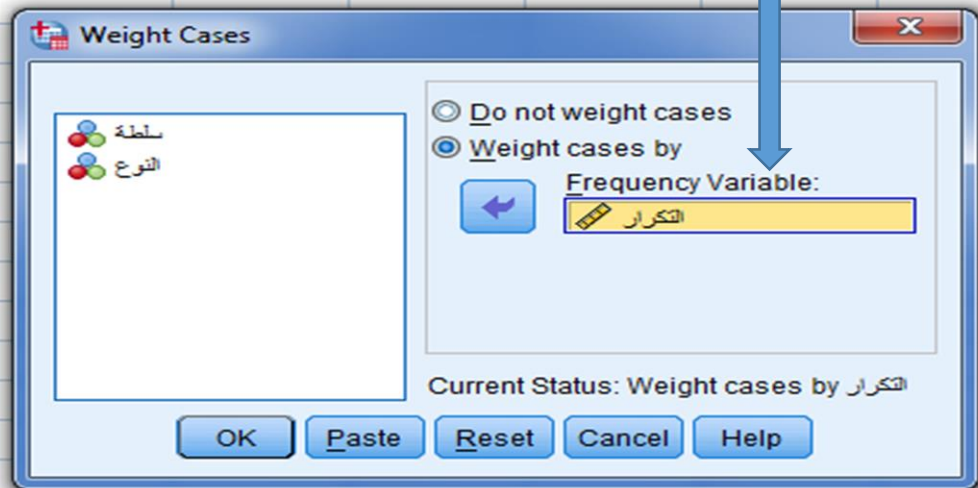 Weight Cases
سلطة
النوع
Do not weight cases
Weight cases by
Frequency Variable:
التكرار
Current Status: Weight cases by التكرار
OK Paste Reset Cancel Help